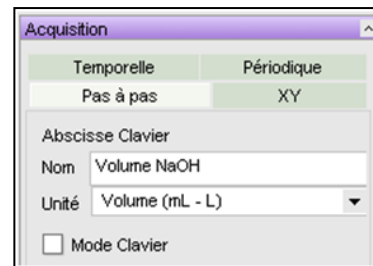 Acquisition
Temporelle Périodique
Pas à pas XY
Abscisse Clavier
Nom Volume NaOH
Unité Volume (mL - L)
Mode Clavier